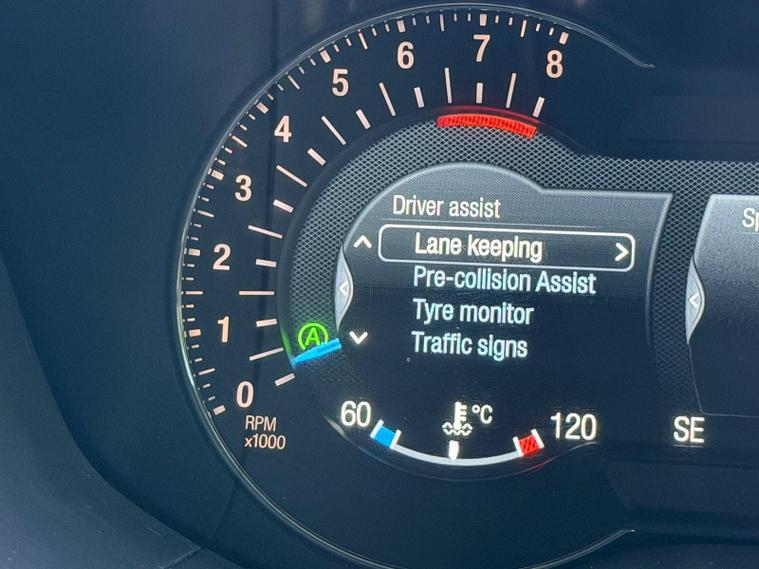 8
7
6
5
4
3
2
1
0
RPM
x1000
Driver assist
Lane keeping
Pre-collision Assist
Tyre monitor
Traffic signs
A
60
°C
120
Sp
SE